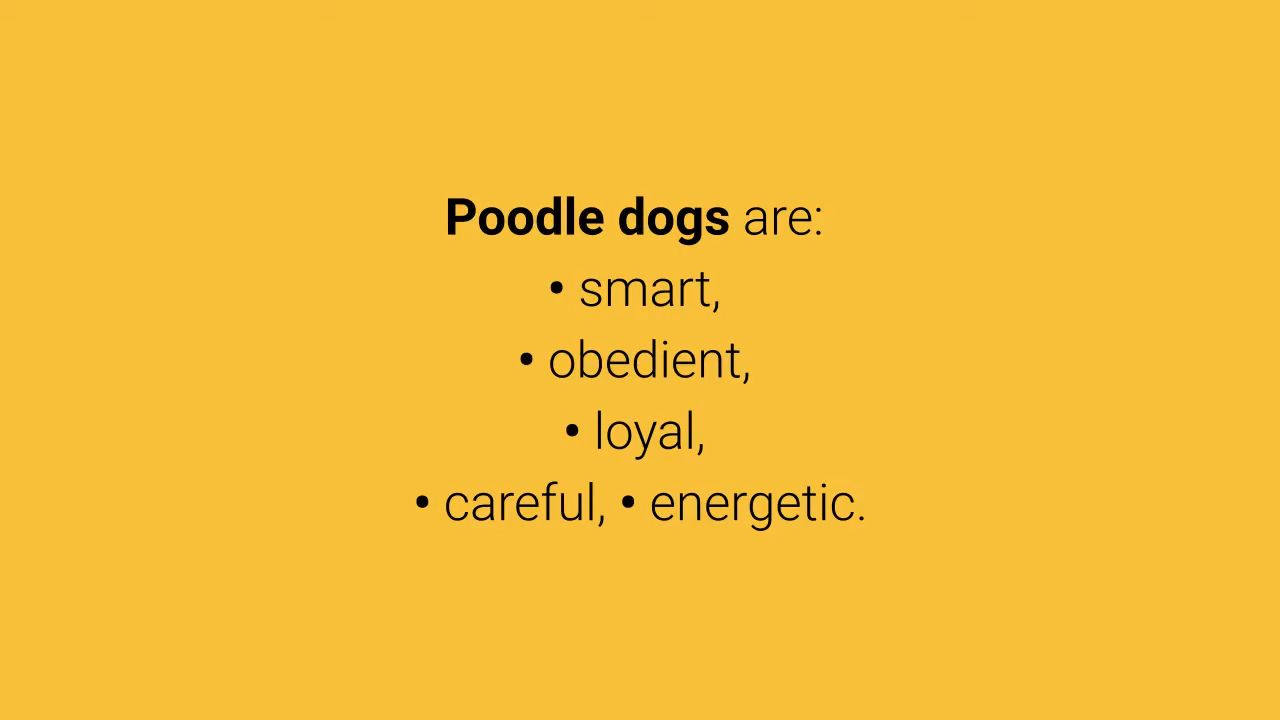 Poodle dogs are:
• smart,
• obedient,
• loyal,
• careful, • energetic.